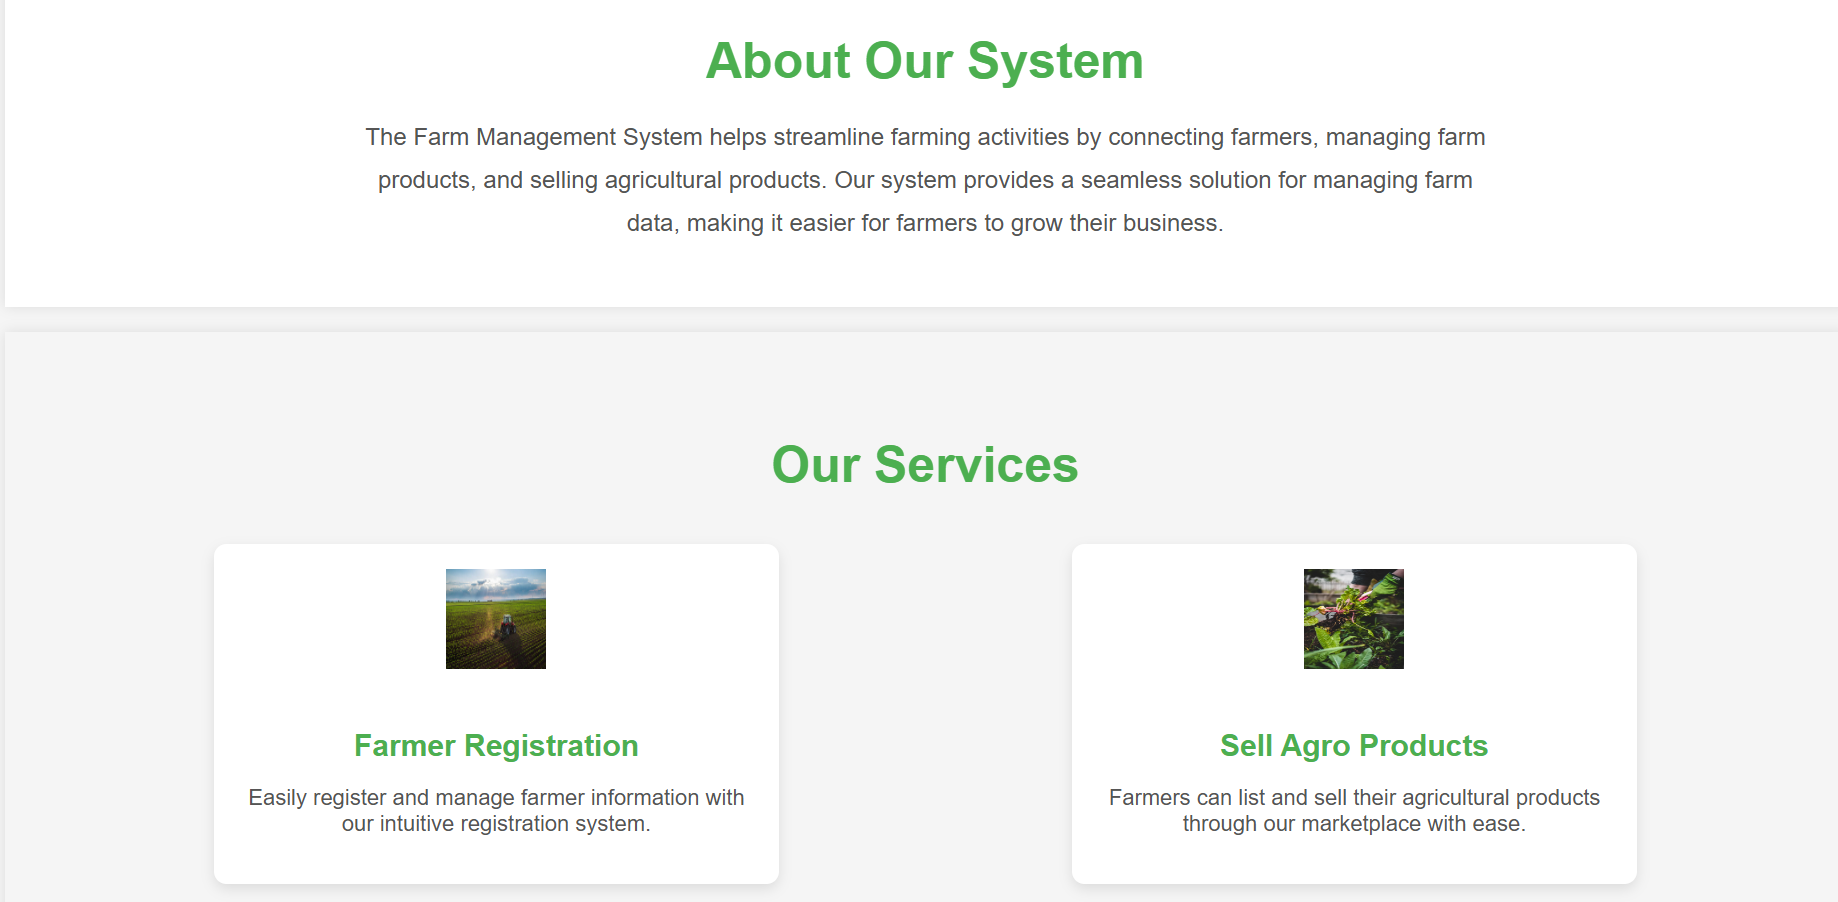 About Our System
The Farm Management System helps streamline farming activities by connecting farmers, managing farm
products, and selling agricultural products. Our system provides a seamless solution for managing farm
data, making it easier for farmers to grow their business.
Our Services
Farmer Registration
Easily register and manage farmer information with
our intuitive registration system.
Sell Agro Products
Farmers can list and sell their agricultural products
through our marketplace with ease.